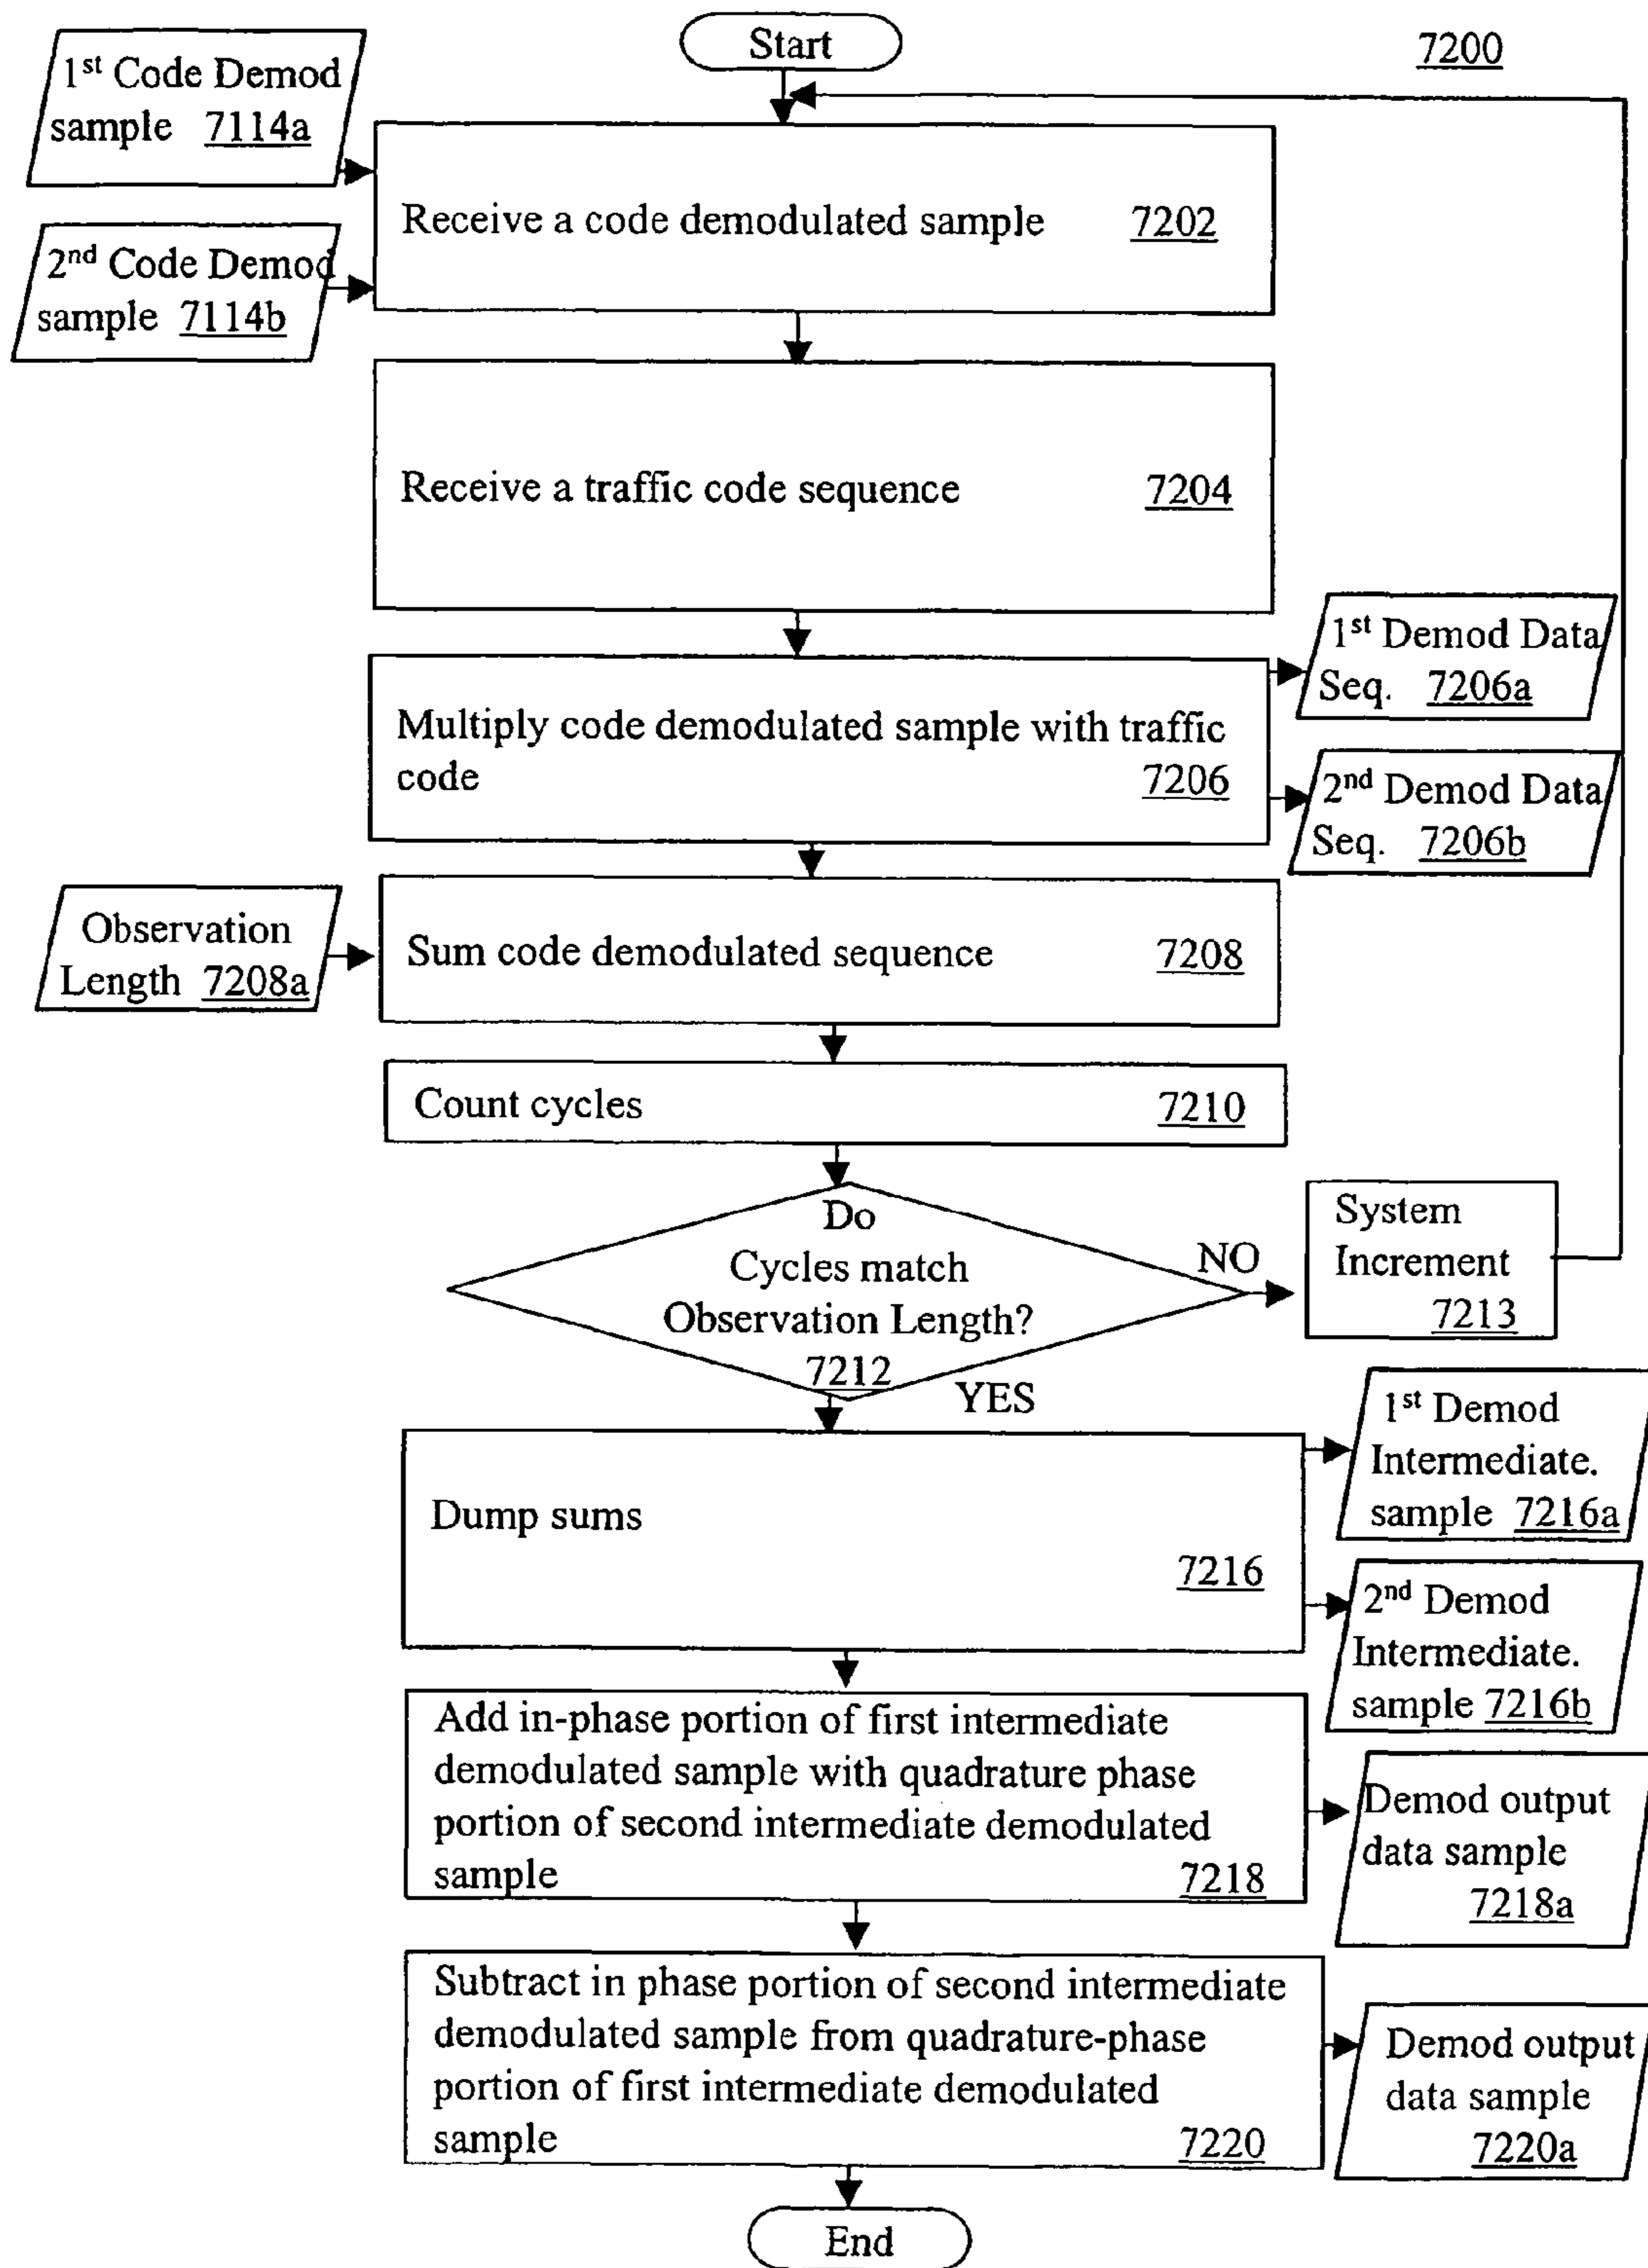 Start
7200
1st Code Demod
sample 7114a
Receive a code demodulated sample 7202
2nd Code Demod
sample 7114b
Receive a traffic code sequence 7204
1st Demod Data
Seq. 7206a
Multiply code demodulated sample with traffic
code 7206
2nd Demod Data
Seq. 7206b
Observation
Length 7208a
Sum code demodulated sequence 7208
Count cycles 7210
Do
Cycles match
Observation Length?
7212
NO
System
Increment
7213
YES
1st Demod
Intermediate.
sample 7216a
Dump sums
7216
2nd Demod
Intermediate.
sample 7216b
Add in-phase portion of first intermediate
demodulated sample with quadrature phase
portion of second intermediate demodulated
sample 7218
Demod output
data sample
7218a
Subtract in phase portion of second intermediate
demodulated sample from quadrature-phase
portion of first intermediate demodulated
sample 7220
Demod output
data sample
7220a
End